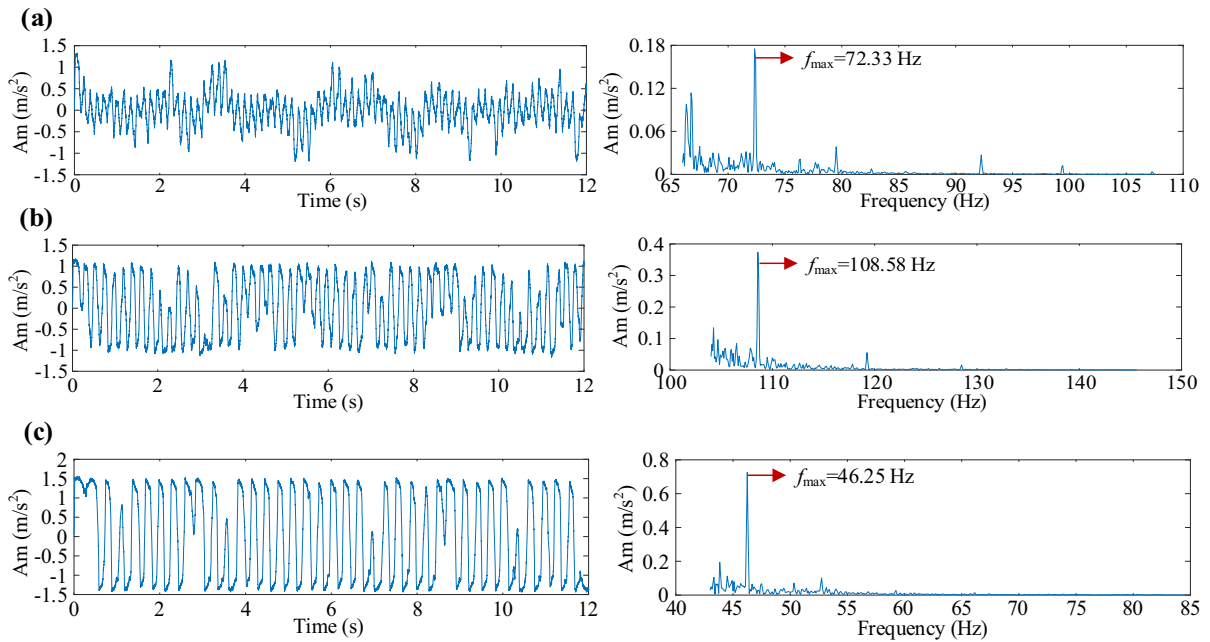 (a)
1.5
1
0.5
0
-0.5
-1
-1.5
Am (m/s²)
0 2 4 6 8 10 12
Time (s)
0.18
0.12
0.06
0
Am (m/s²)
fmax=72.33 Hz
65 70 75 80 85 90 95 100 105 110
Frequency (Hz)
(b)
1.5
1
0.5
0
-0.5
-1
-1.5
Am (m/s²)
0 2 4 6 8 10 12
Time (s)
0.4
0.3
0.2
0.1
0
Am (m/s²)
fmax=108.58 Hz
100 110 120 130 140 150
Frequency (Hz)
(c)
2
1.5
1
0.5
0
-0.5
-1
-1.5
Am (m/s²)
0 2 4 6 8 10 12
Time (s)
0.8
0.6
0.4
0.2
0
Am (m/s²)
fmax=46.25 Hz
40 45 50 55 60 65 70 75 80 85
Frequency (Hz)